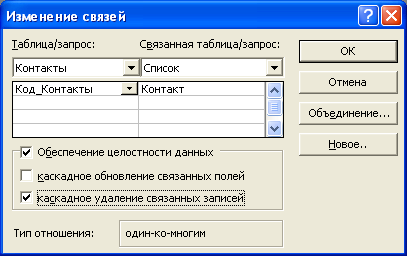 Изменение связей
Таблица/запрос: Связанная таблица/запрос:
Контакты Список
Код_Контакты Контакт
Обеспечение целостности данных
каскадное обновление связанных полей
каскадное удаление связанных записей
Тип отношения: один-ко-многим
ОК
Отмена
Объединение...
Новое..